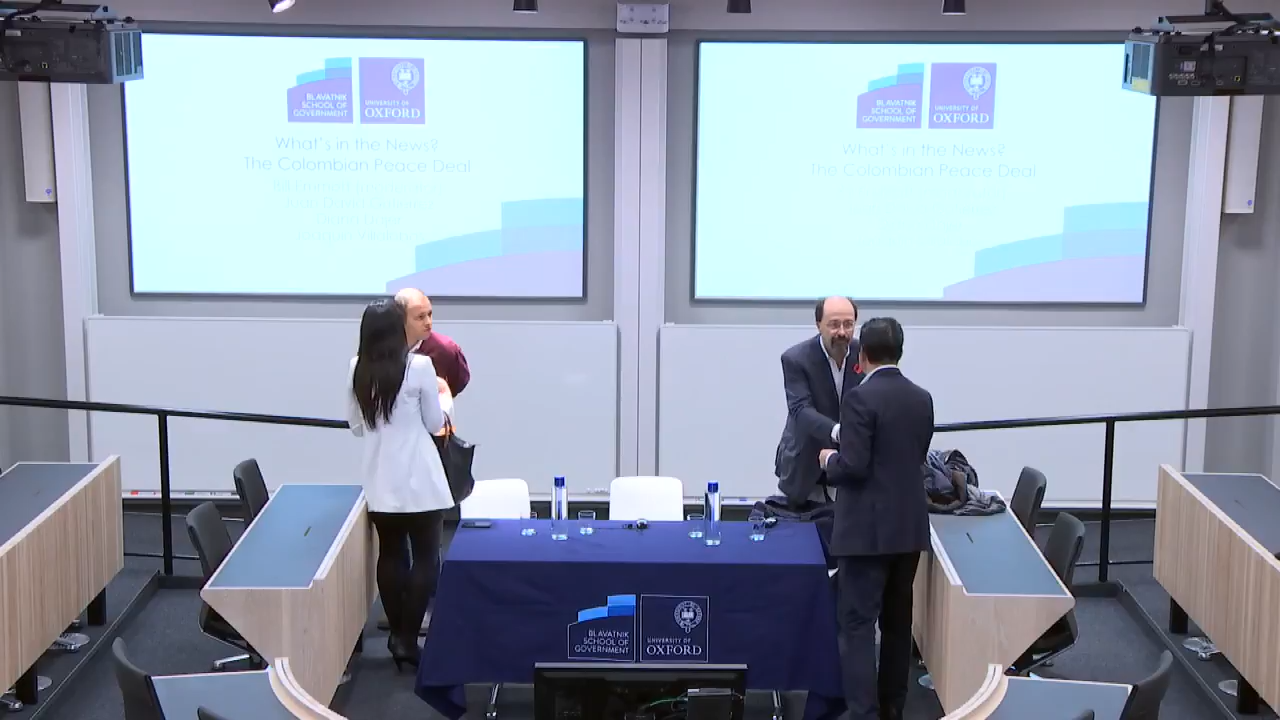 BLAVATNIK
SCHOOL OF
GOVERNMENT
UNIVERSITY OF
OXFORD
What's in the News?
The Colombian Peace Deal
BLAVATNIK
SCHOOL OF
GOVERNMENT
UNIVERSITY OF
OXFORD
What's in the News?
The Colombian Peace Deal
BLAVATNIK
SCHOOL OF
GOVERNMENT
UNIVERSITY OF
OXFORD